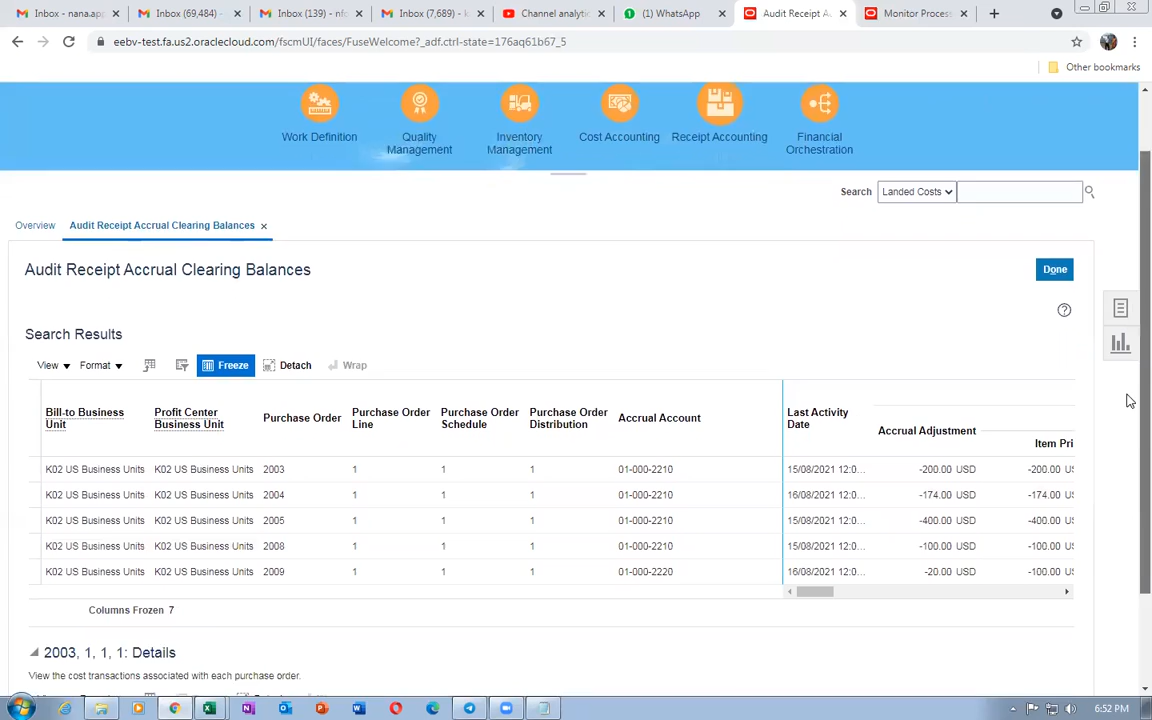 Inbox - nana.app
Inbox (69,484) -
Inbox (139) - nfo
Inbox (7,689) - k
Channel analytic
(1) WhatsApp
Audit Receipt A
Monitor Process
eebv-test.fa.us2.oraclecloud.com/fscmUI/faces/FuseWelcome?_adf.ctrl-state=176aq61b67_5
Other bookmarks
Work Definition
Quality
Management
Inventory
Management
Cost Accounting
Receipt Accounting
Financial
Orchestration
Search Landed Costs
Overview Audit Receipt Accrual Clearing Balances
Audit Receipt Accrual Clearing Balances
Done
Search Results
View Format Freeze Detach Wrap
Bill-to Business Unit Profit Center Business Unit Purchase Order Purchase Order Line Purchase Order Schedule Purchase Order Distribution Accrual Account Last Activity Date Accrual Adjustment Item Pri
K02 US Business Units K02 US Business Units 2003 1 1 1 01-000-2210 15/08/2021 12:0... -200.00 USD -200.00 US
K02 US Business Units K02 US Business Units 2004 1 1 1 01-000-2210 16/08/2021 12:0... -174.00 USD -174.00 US
K02 US Business Units K02 US Business Units 2005 1 1 1 01-000-2210 15/08/2021 12:0... -400.00 USD -400.00 US
K02 US Business Units K02 US Business Units 2008 1 1 1 01-000-2210 15/08/2021 12:0... -100.00 USD -100.00 US
K02 US Business Units K02 US Business Units 2009 1 1 1 01-000-2220 16/08/2021 12:0... -20.00 USD -100.00 US
Columns Frozen 7
2003, 1, 1, 1: Details
View the cost transactions associated with each purchase order.
6:52 PM